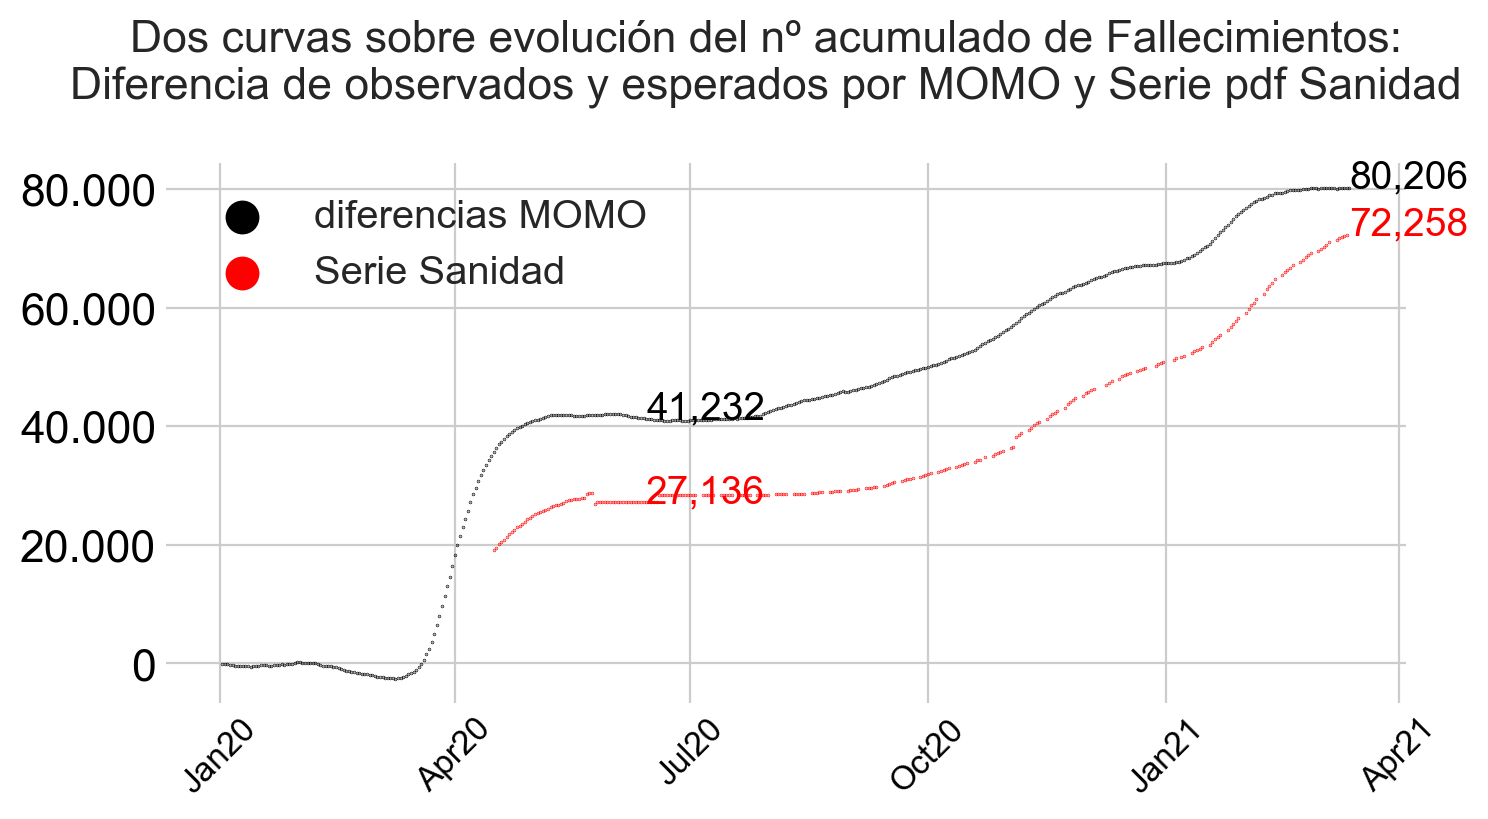 Dos curvas sobre evolución del nº acumulado de Fallecimientos:
Diferencia de observados y esperados por MOMO y Serie pdf Sanidad
80.000
60.000
40.000
20.000
0
diferencias MOMO
Serie Sanidad
80,206
72,258
41,232
27,136
Jan20
Apr20
Jul20
Oct20
Jan21
Apr21